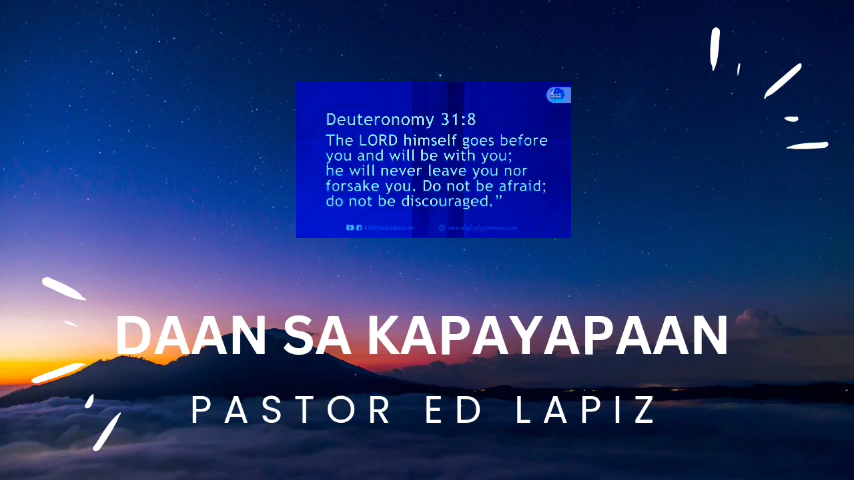 Deuteronomy 31:8
The LORD himself goes before
you and will be with you;
he will never leave you nor
forsake you. Do not be afraid;
do not be discouraged.”
DAAN SA KAPAYAPAAN
PASTOR ED LAPIZ